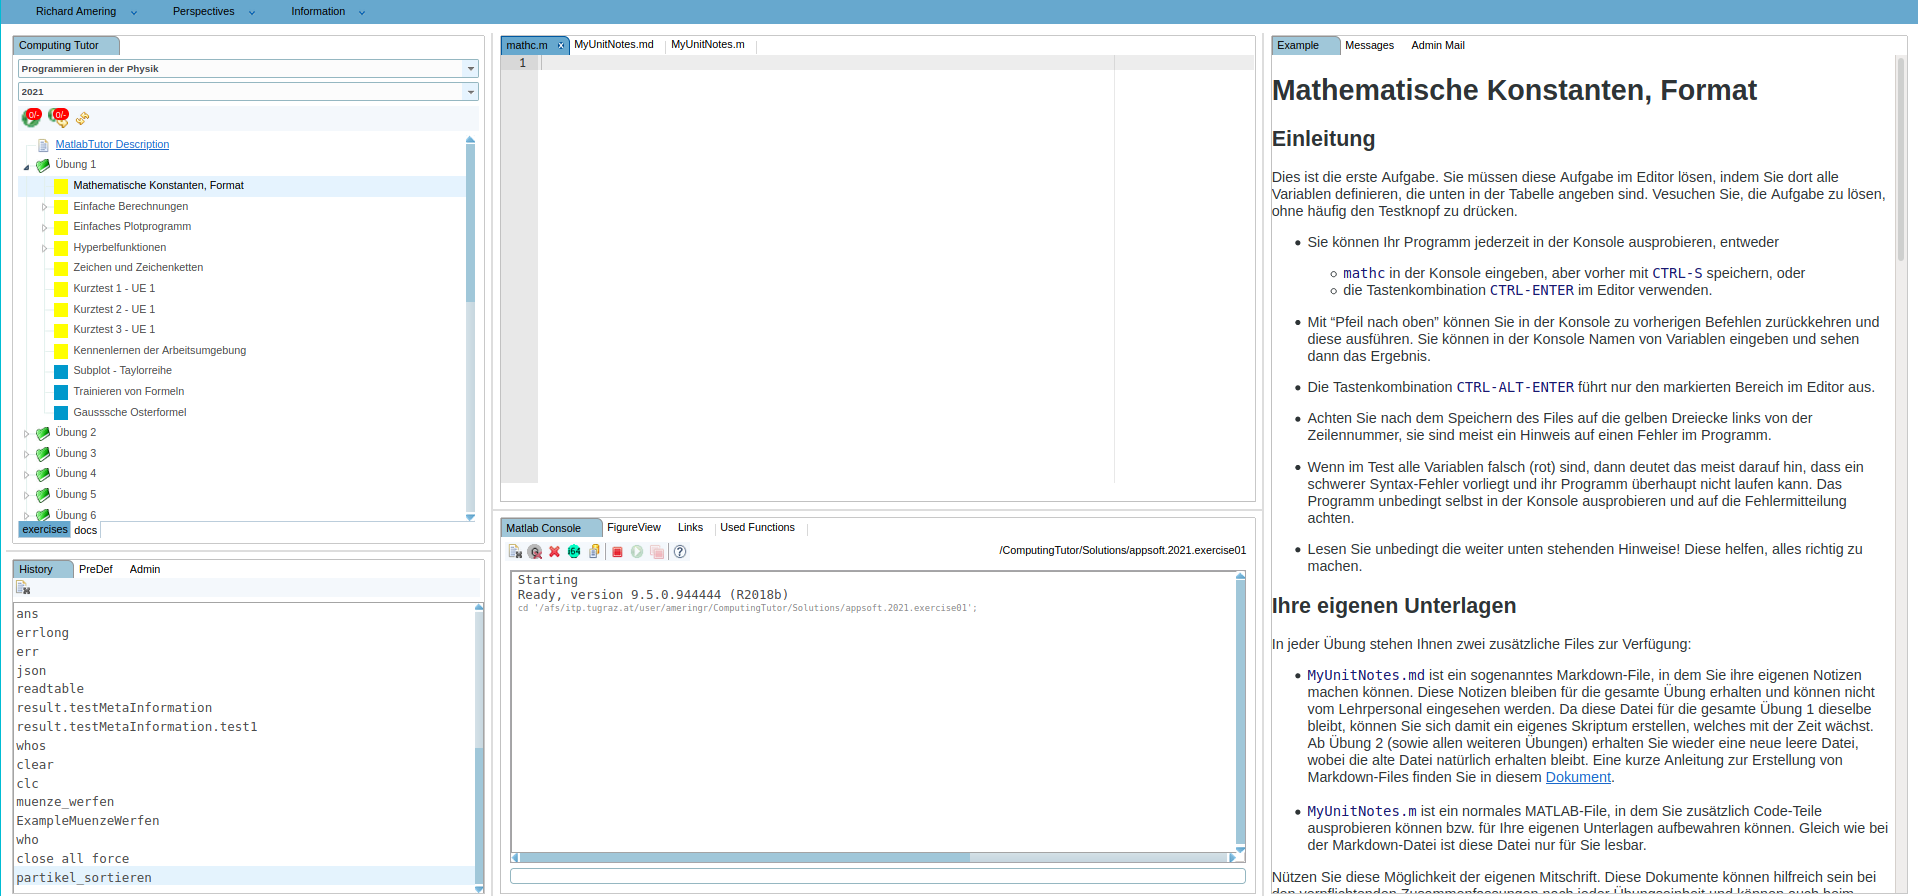 Richard Amering Perspectives Information
Computing Tutor
Programmieren in der Physik
2021
0/- 0/-
MatlabTutor Description
Übung 1
Mathematische Konstanten, Format
Einfache Berechnungen
Einfaches Plotprogramm
Hyperbelfunktionen
Zeichen und Zeichenketten
Kurztest 1 - UE 1
Kurztest 2 - UE 1
Kurztest 3 - UE 1
Kennenlernen der Arbeitsumgebung
Subplot - Taylorreihe
Trainieren von Formeln
Gausssche Osterformel
Übung 2
Übung 3
Übung 4
Übung 5
Übung 6
exercises docs
History PreDef Admin
ans
errlong
err
json
readtable
result.testMetaInformation
result.testMetaInformation.test1
whos
clear
clc
muenze_werfen
ExampleMuenzeWerfen
who
close all force
partikel_sortieren
mathc.m x MyUnitNotes.md MyUnitNotes.m
1
Matlab Console FigureView Links Used Functions
i64 ? /ComputingTutor/Solutions/appsoft.2021.exercise01
Starting
Ready, version 9.5.0.944444 (R2018b)
cd '/afs/itp.tugraz.at/user/ameringr/ComputingTutor/Solutions/appsoft.2021.exercise01';
Example Messages Admin Mail
Mathematische Konstanten, Format
Einleitung
Dies ist die erste Aufgabe. Sie müssen diese Aufgabe im Editor lösen, indem Sie dort alle
Variablen definieren, die unten in der Tabelle angeben sind. Vesuchen Sie, die Aufgabe zu lösen,
ohne häufig den Testknopf zu drücken.
• Sie können Ihr Programm jederzeit in der Konsole ausprobieren, entweder
◦ mathc in der Konsole eingeben, aber vorher mit CTRL-S speichern, oder
◦ die Tastenkombination CTRL-ENTER im Editor verwenden.
• Mit “Pfeil nach oben” können Sie in der Konsole zu vorherigen Befehlen zurückkehren und
diese ausführen. Sie können in der Konsole Namen von Variablen eingeben und sehen
dann das Ergebnis.
• Die Tastenkombination CTRL-ALT-ENTER führt nur den markierten Bereich im Editor aus.
• Achten Sie nach dem Speichern des Files auf die gelben Dreiecke links von der
Zeilennummer, sie sind meist ein Hinweis auf einen Fehler im Programm.
• Wenn im Test alle Variablen falsch (rot) sind, dann deutet das meist darauf hin, dass ein
schwerer Syntax-Fehler vorliegt und ihr Programm überhaupt nicht laufen kann. Das
Programm unbedingt selbst in der Konsole ausprobieren und auf die Fehlermitteilung
achten.
• Lesen Sie unbedingt die weiter unten stehenden Hinweise! Diese helfen, alles richtig zu
machen.
Ihre eigenen Unterlagen
In jeder Übung stehen Ihnen zwei zusätzliche Files zur Verfügung:
• MyUnitNotes.md ist ein sogenanntes Markdown-File, in dem Sie ihre eigenen Notizen
machen können. Diese Notizen bleiben für die gesamte Übung erhalten und können nicht
vom Lehrpersonal eingesehen werden. Da diese Datei für die gesamte Übung 1 dieselbe
bleibt, können Sie sich damit ein eigenes Skriptum erstellen, welches mit der Zeit wächst.
Ab Übung 2 (sowie allen weiteren Übungen) erhalten Sie wieder eine neue leere Datei,
wobei die alte Datei natürlich erhalten bleibt. Eine kurze Anleitung zur Erstellung von
Markdown-Files finden Sie in diesem Dokument.
• MyUnitNotes.m ist ein normales MATLAB-File, in dem Sie zusätzlich Code-Teile
ausprobieren können bzw. für Ihre eigenen Unterlagen aufbewahren können. Gleich wie bei
der Markdown-Datei ist diese Datei nur für Sie lesbar.
Nützen Sie diese Möglichkeit der eigenen Mitschrift. Diese Dokumente können hilfreich sein bei
den verpflichtenden Zusammenfassungen nach jeder Übungseinheit und können auch beim